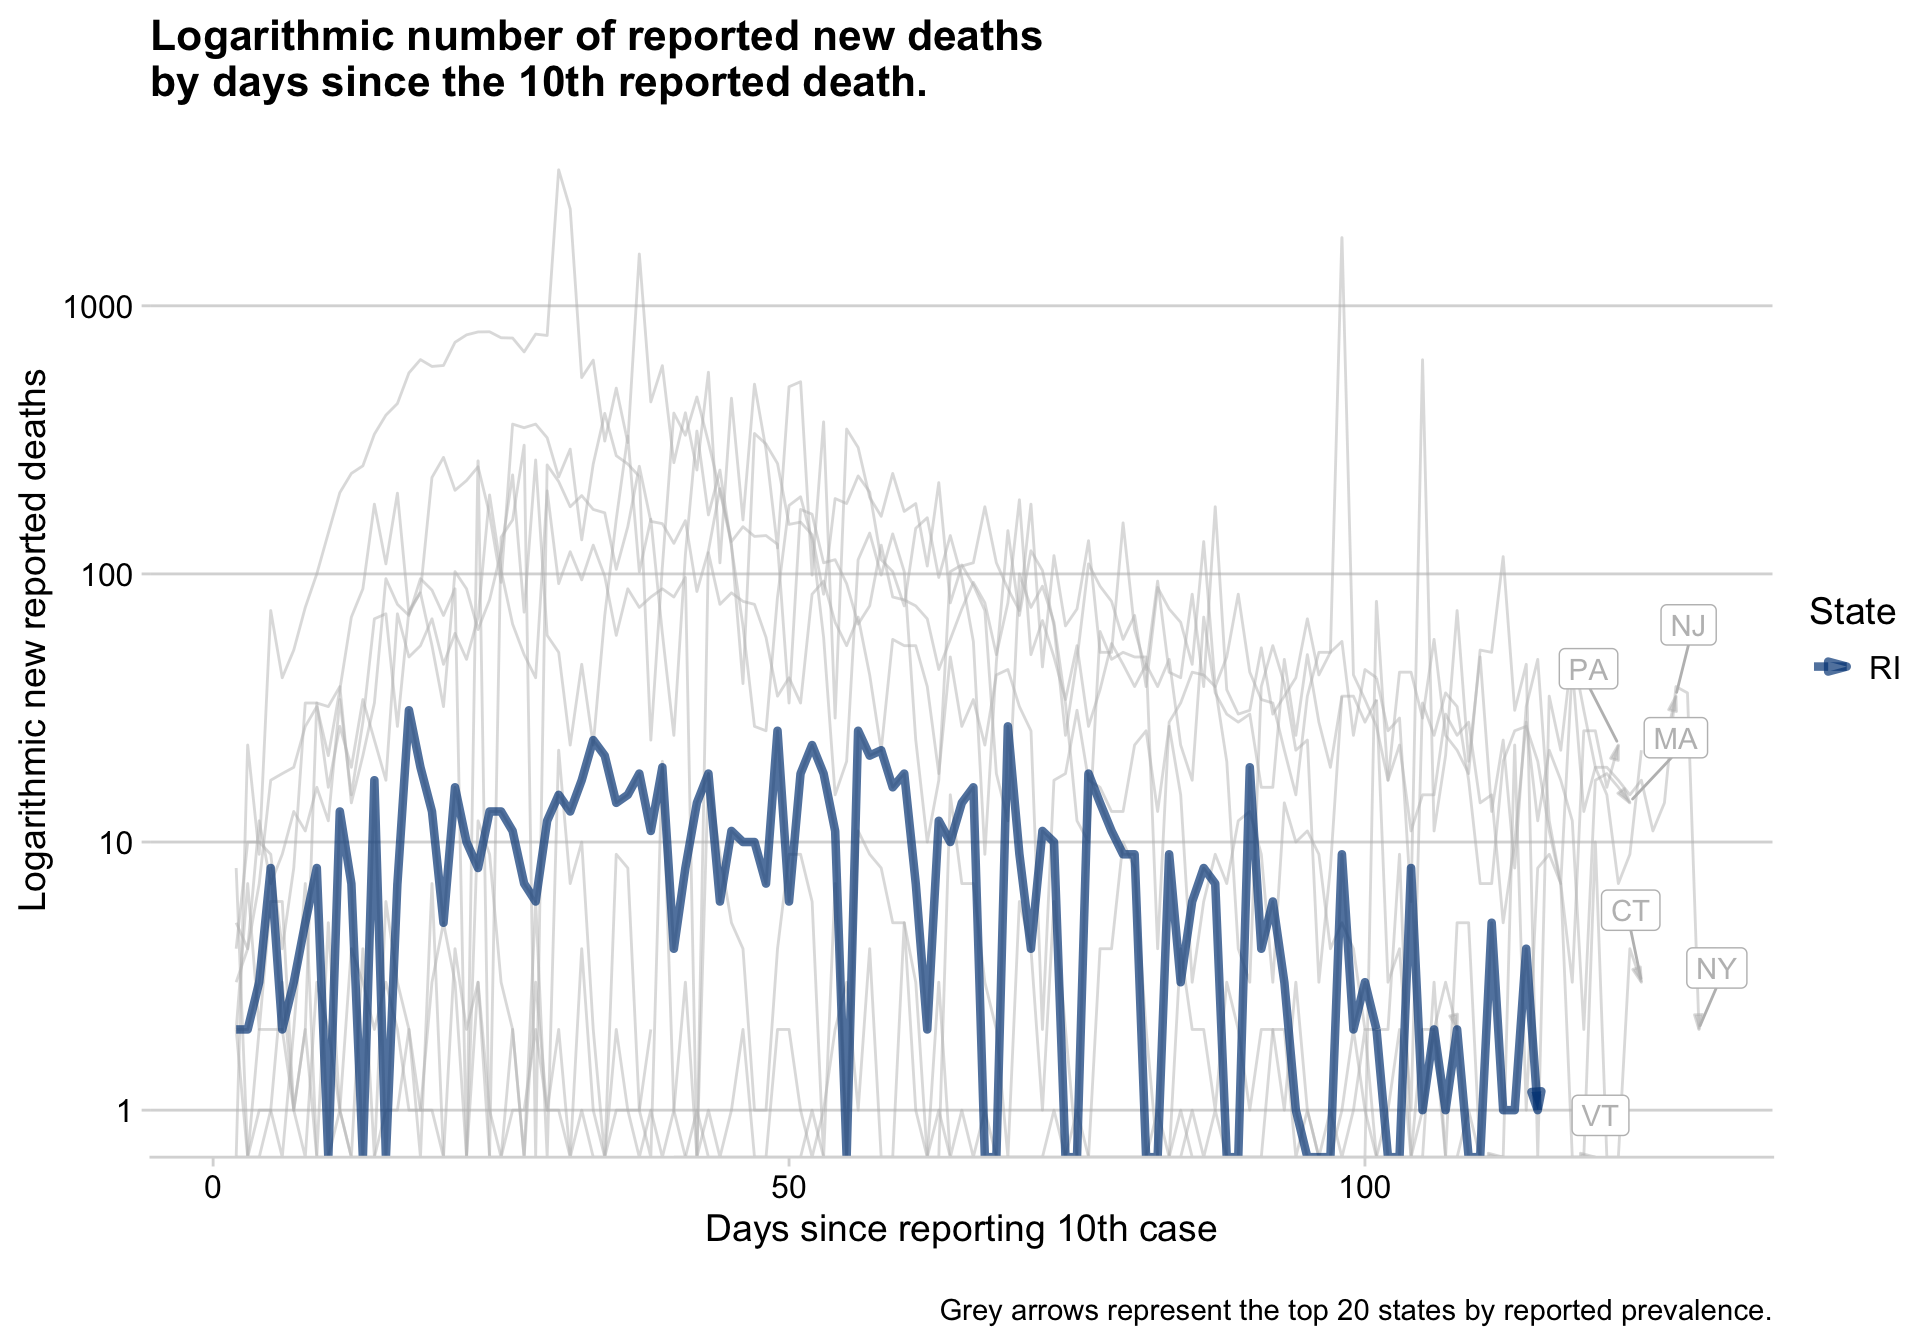 Logarithmic number of reported new deaths
by days since the 10th reported death.
Logarithmic new reported deaths
1000
100
10
1
0
50
100
Days since reporting 10th case
NJ
PA
MA
CT
NY
VT
State
RI
Grey arrows represent the top 20 states by reported prevalence.